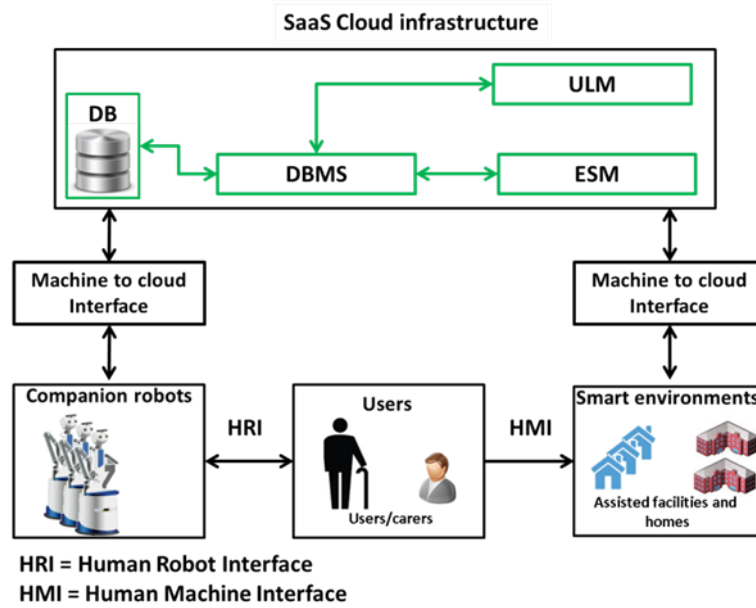 SaaS Cloud infrastructure
DB
ULM
DBMS
ESM
Machine to cloud
Interface
Machine to cloud
Interface
Companion robots
HRI
Users
Users/carers
HMI
Smart environments
Assisted facilities and
homes
HRI = Human Robot Interface
HMI = Human Machine Interface